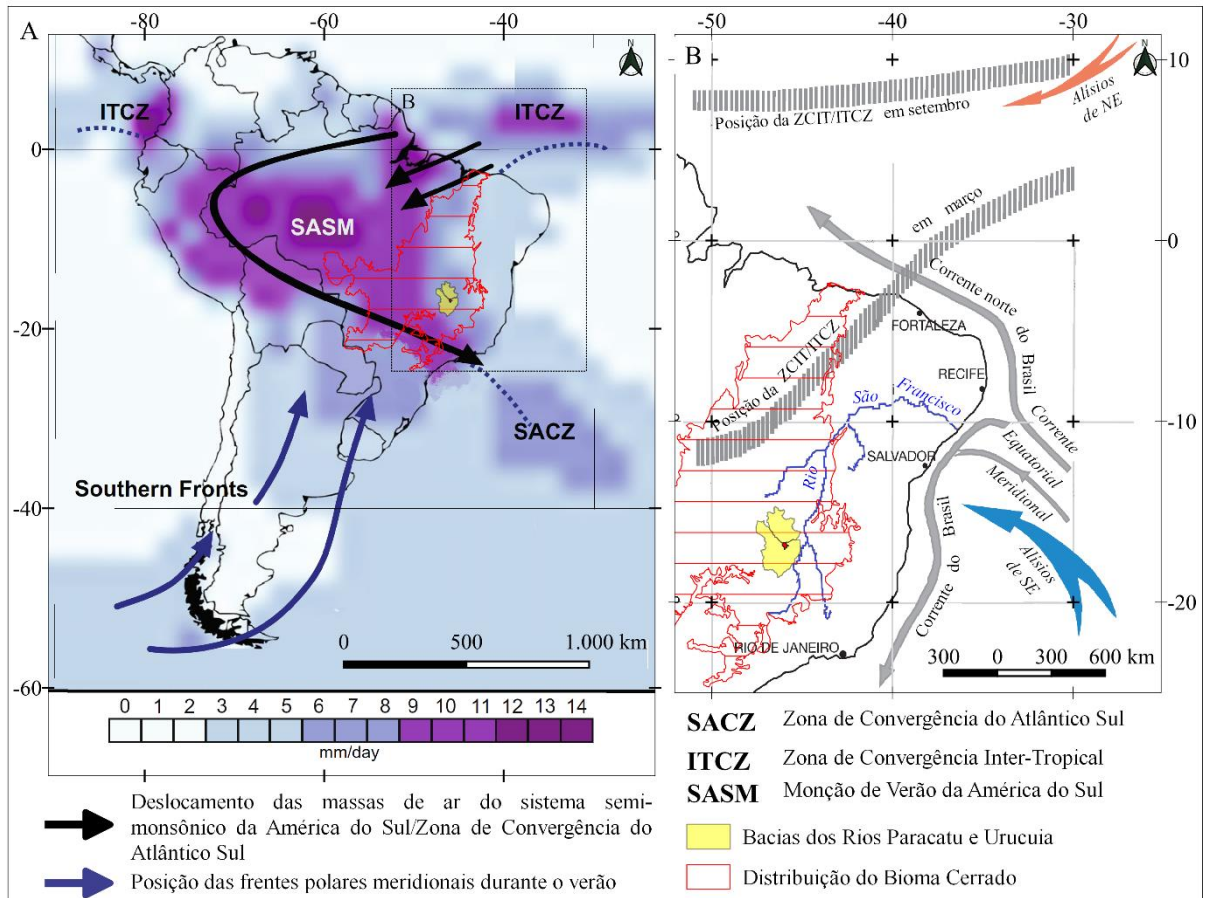 A
-80
-60
-40
N
ITCZ
B
ITCZ
0
SASM
-20
SACZ
Southern Fronts
-40
0 500 1.000 km
-60
0 1 2 3 4 5 6 7 8 9 10 11 12 13 14
mm/day
-80
-60
-40
Deslocamento das massas de ar do sistema semi-
monsônico da América do Sul/Zona de Convergência do
Atlântico Sul
Posição das frentes polares meridionais durante o verão
B
-50
-40
-30
N
10
Alísios
de NE
Posição da ZCIT/ITCZ em setembro
em março
0
Corrente norte do Brasil
FORTALEZA
Posição da ZCIT/ITCZ
RECIFE
São Francisco
Rio
-10
Corrente
Equatorial
Meridional
SALVADOR
Corrente do Brasil
Alísios
de SE
-20
RIO DE JANEIRO
300 0 300 600 km
-50
-40
-30
SACZ Zona de Convergência do Atlântico Sul
ITCZ Zona de Convergência Inter-Tropical
SASM Monção de Verão da América do Sul
Bacias dos Rios Paracatu e Urucuia
Distribuição do Bioma Cerrado